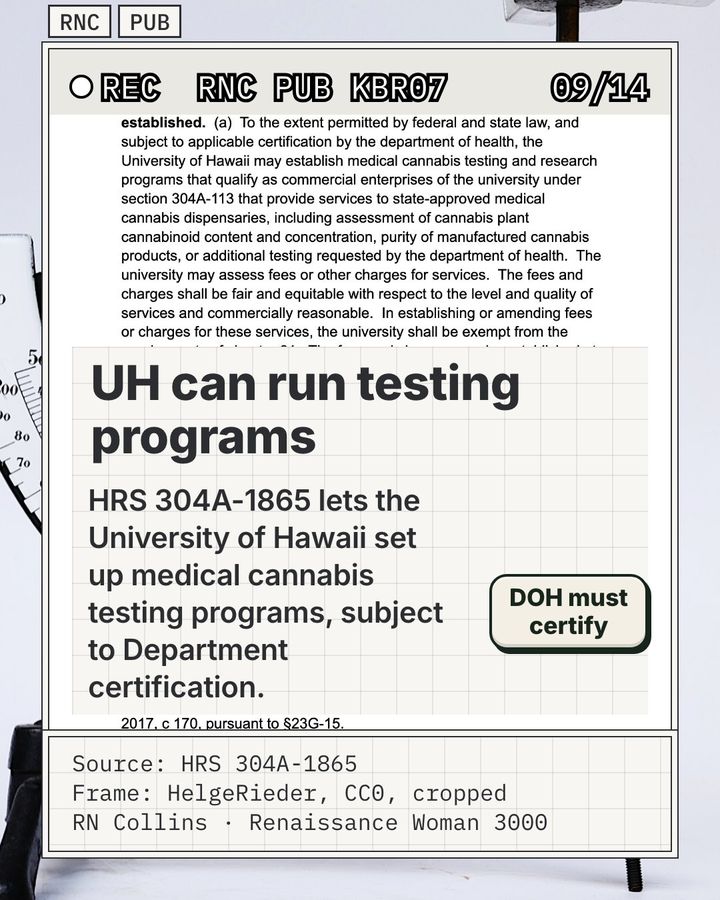 RNC PUB
REC RNC PUB KBR07 09/14
established. (a) To the extent permitted by federal and state law, and
subject to applicable certification by the department of health, the
University of Hawaii may establish medical cannabis testing and research
programs that qualify as commercial enterprises of the university under
section 304A-113 that provide services to state-approved medical
cannabis dispensaries, including assessment of cannabis plant
cannabinoid content and concentration, purity of manufactured cannabis
products, or additional testing requested by the department of health. The
university may assess fees or other charges for services. The fees and
charges shall be fair and equitable with respect to the level and quality of
services and commercially reasonable. In establishing or amending fees
or charges for these services, the university shall be exempt from the
UH can run testing
programs
HRS 304A-1865 lets the
University of Hawaii set
up medical cannabis
testing programs, subject
to Department
certification.
DOH must
certify
2017, c 170, pursuant to §23G-15.
Source: HRS 304A-1865
Frame: HelgeRieder, CC0, cropped
RN Collins · Renaissance Woman 3000
50
80
70